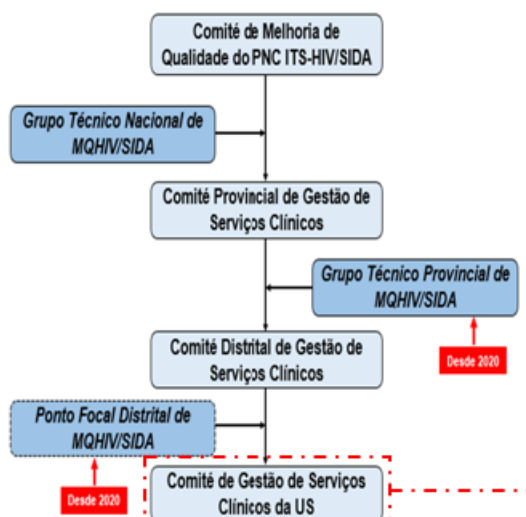 Comité de Melhoria de
Qualidade do PNC ITS-HIV/SIDA
Grupo Técnico Nacional de
MQHIV/SIDA
Comité Provincial de Gestão de
Serviços Clínicos
Grupo Técnico Provincial de
MQHIV/SIDA
Desde 2020
Comité Distrital de Gestão de
Serviços Clínicos
Ponto Focal Distrital de
MQHIV/SIDA
Desde 2020
Comité de Gestão de Serviços
Clínicos da US